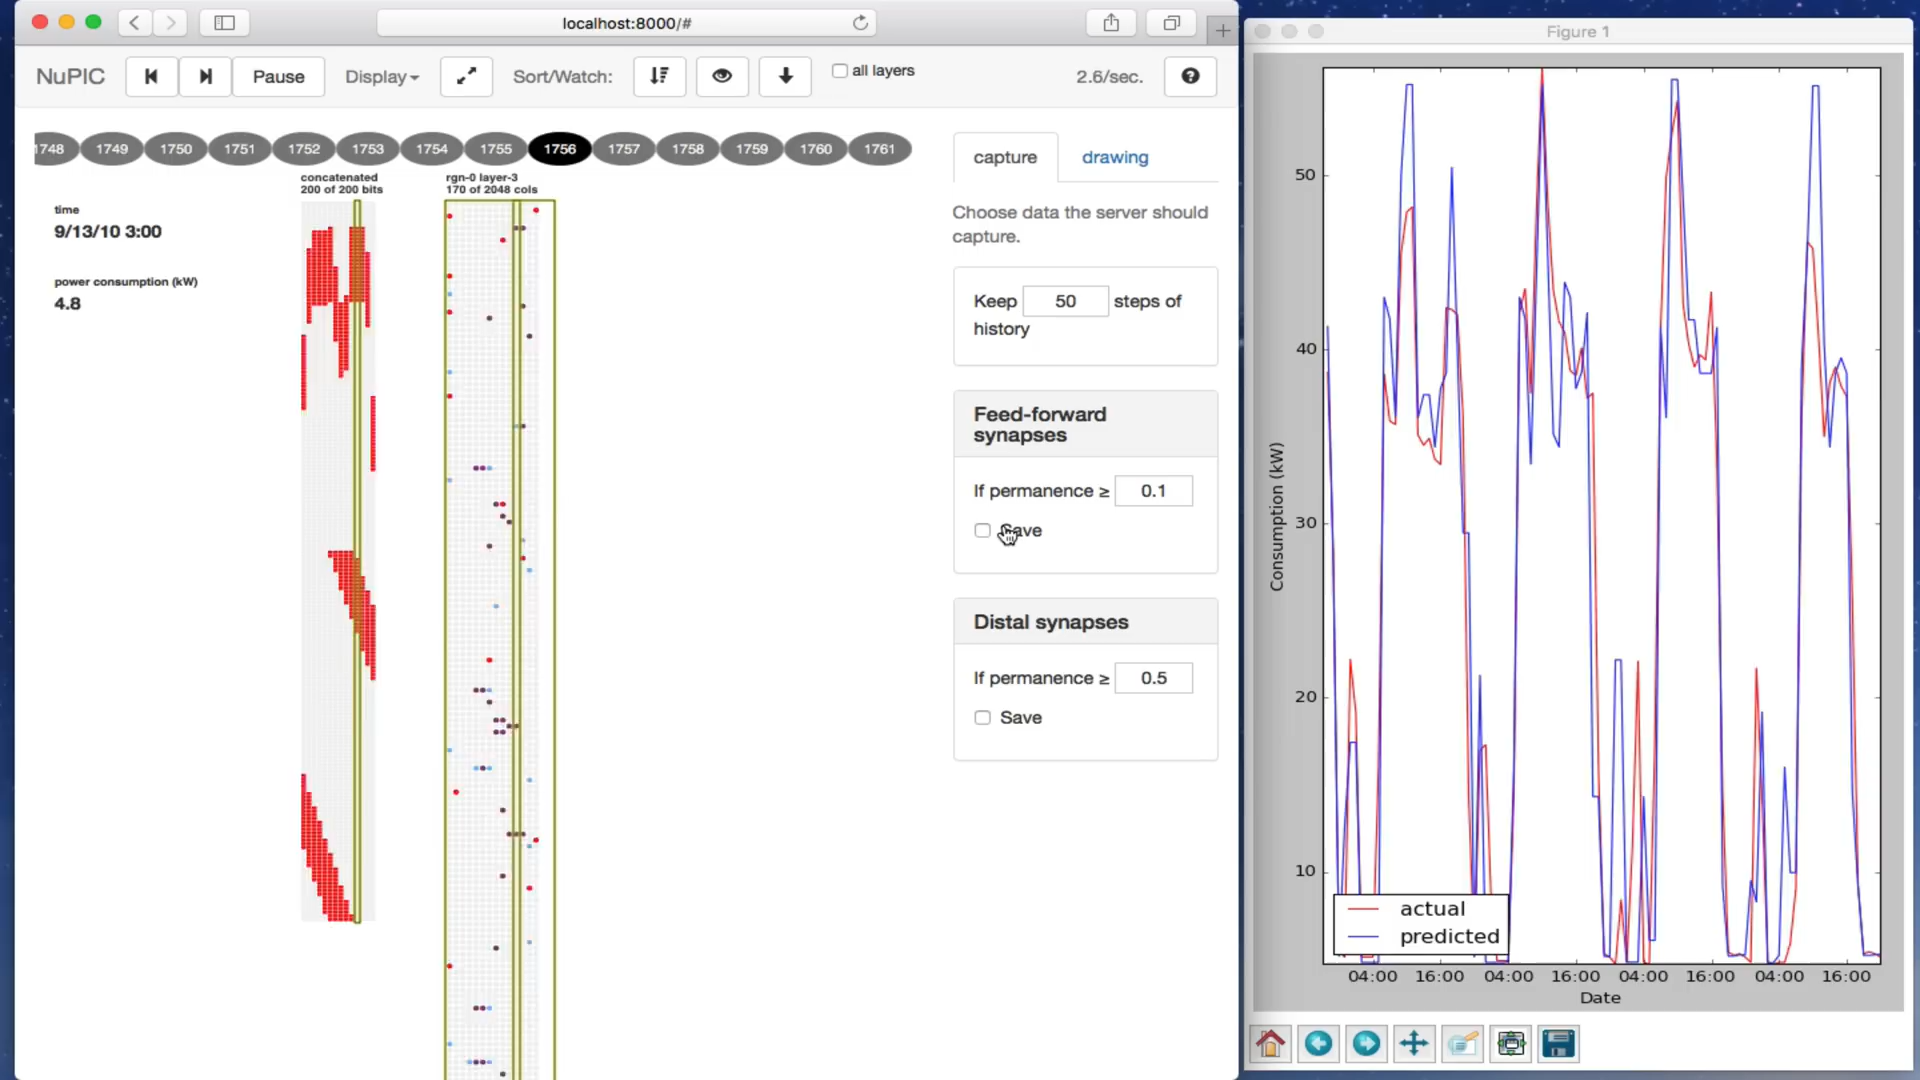 localhost:8000/#
NuPIC
Pause
Display
Sort/Watch:
all layers
2.6/sec.
1748 1749 1750 1751 1752 1753 1754 1755 1756 1757 1758 1759 1760 1761
time
9/13/10 3:00
power consumption (kW)
4.8
concatenated
200 of 200 bits
rgn-0 layer-3
170 of 2048 cols
capture
drawing
Choose data the server should
capture.
Keep 50 steps of
history
Feed-forward
synapses
If permanence ≥ 0.1
Save
Distal synapses
If permanence ≥ 0.5
Save
Figure 1
50
40
30
20
10
Consumption (kW)
actual
predicted
04:00 16:00 04:00 16:00 04:00 16:00 04:00 16:00
Date